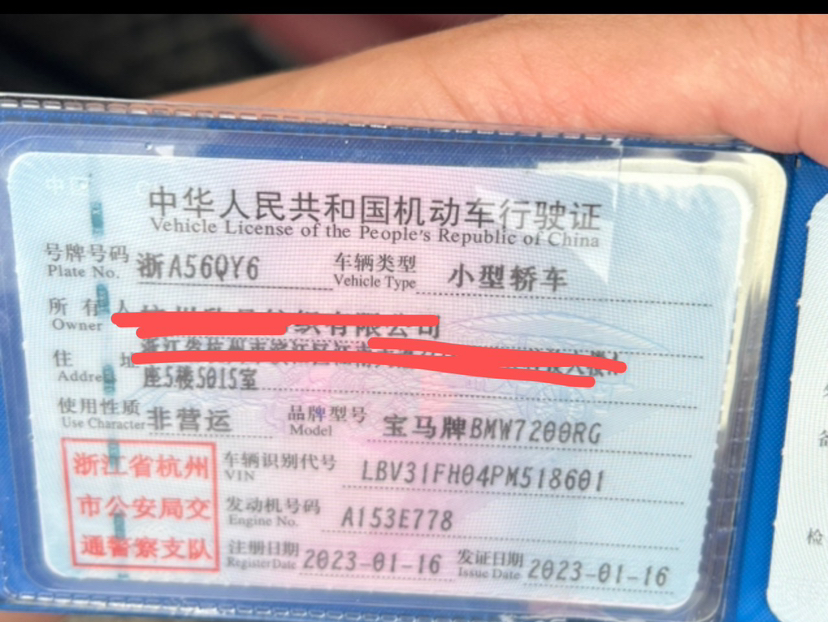 中华人民共和国机动车行驶证
Vehicle License of the People's Republic of China
号牌号码 浙A56QY6 车辆类型 小型轿车
Plate No. Vehicle Type
所有人 织有限公司
Owner
住址
Address 座5楼5015室
使用性质 非营运 品牌型号 宝马牌BMW7200RG
Use Character Model
浙江省杭州
市公安局交
通警察支队
车辆识别代号 LBV31FH04PM518601
VIN
发动机号码 A153E778
Engine No.
注册日期 2023-01-16 发证日期 2023-01-16
Register Date Issue Date
检